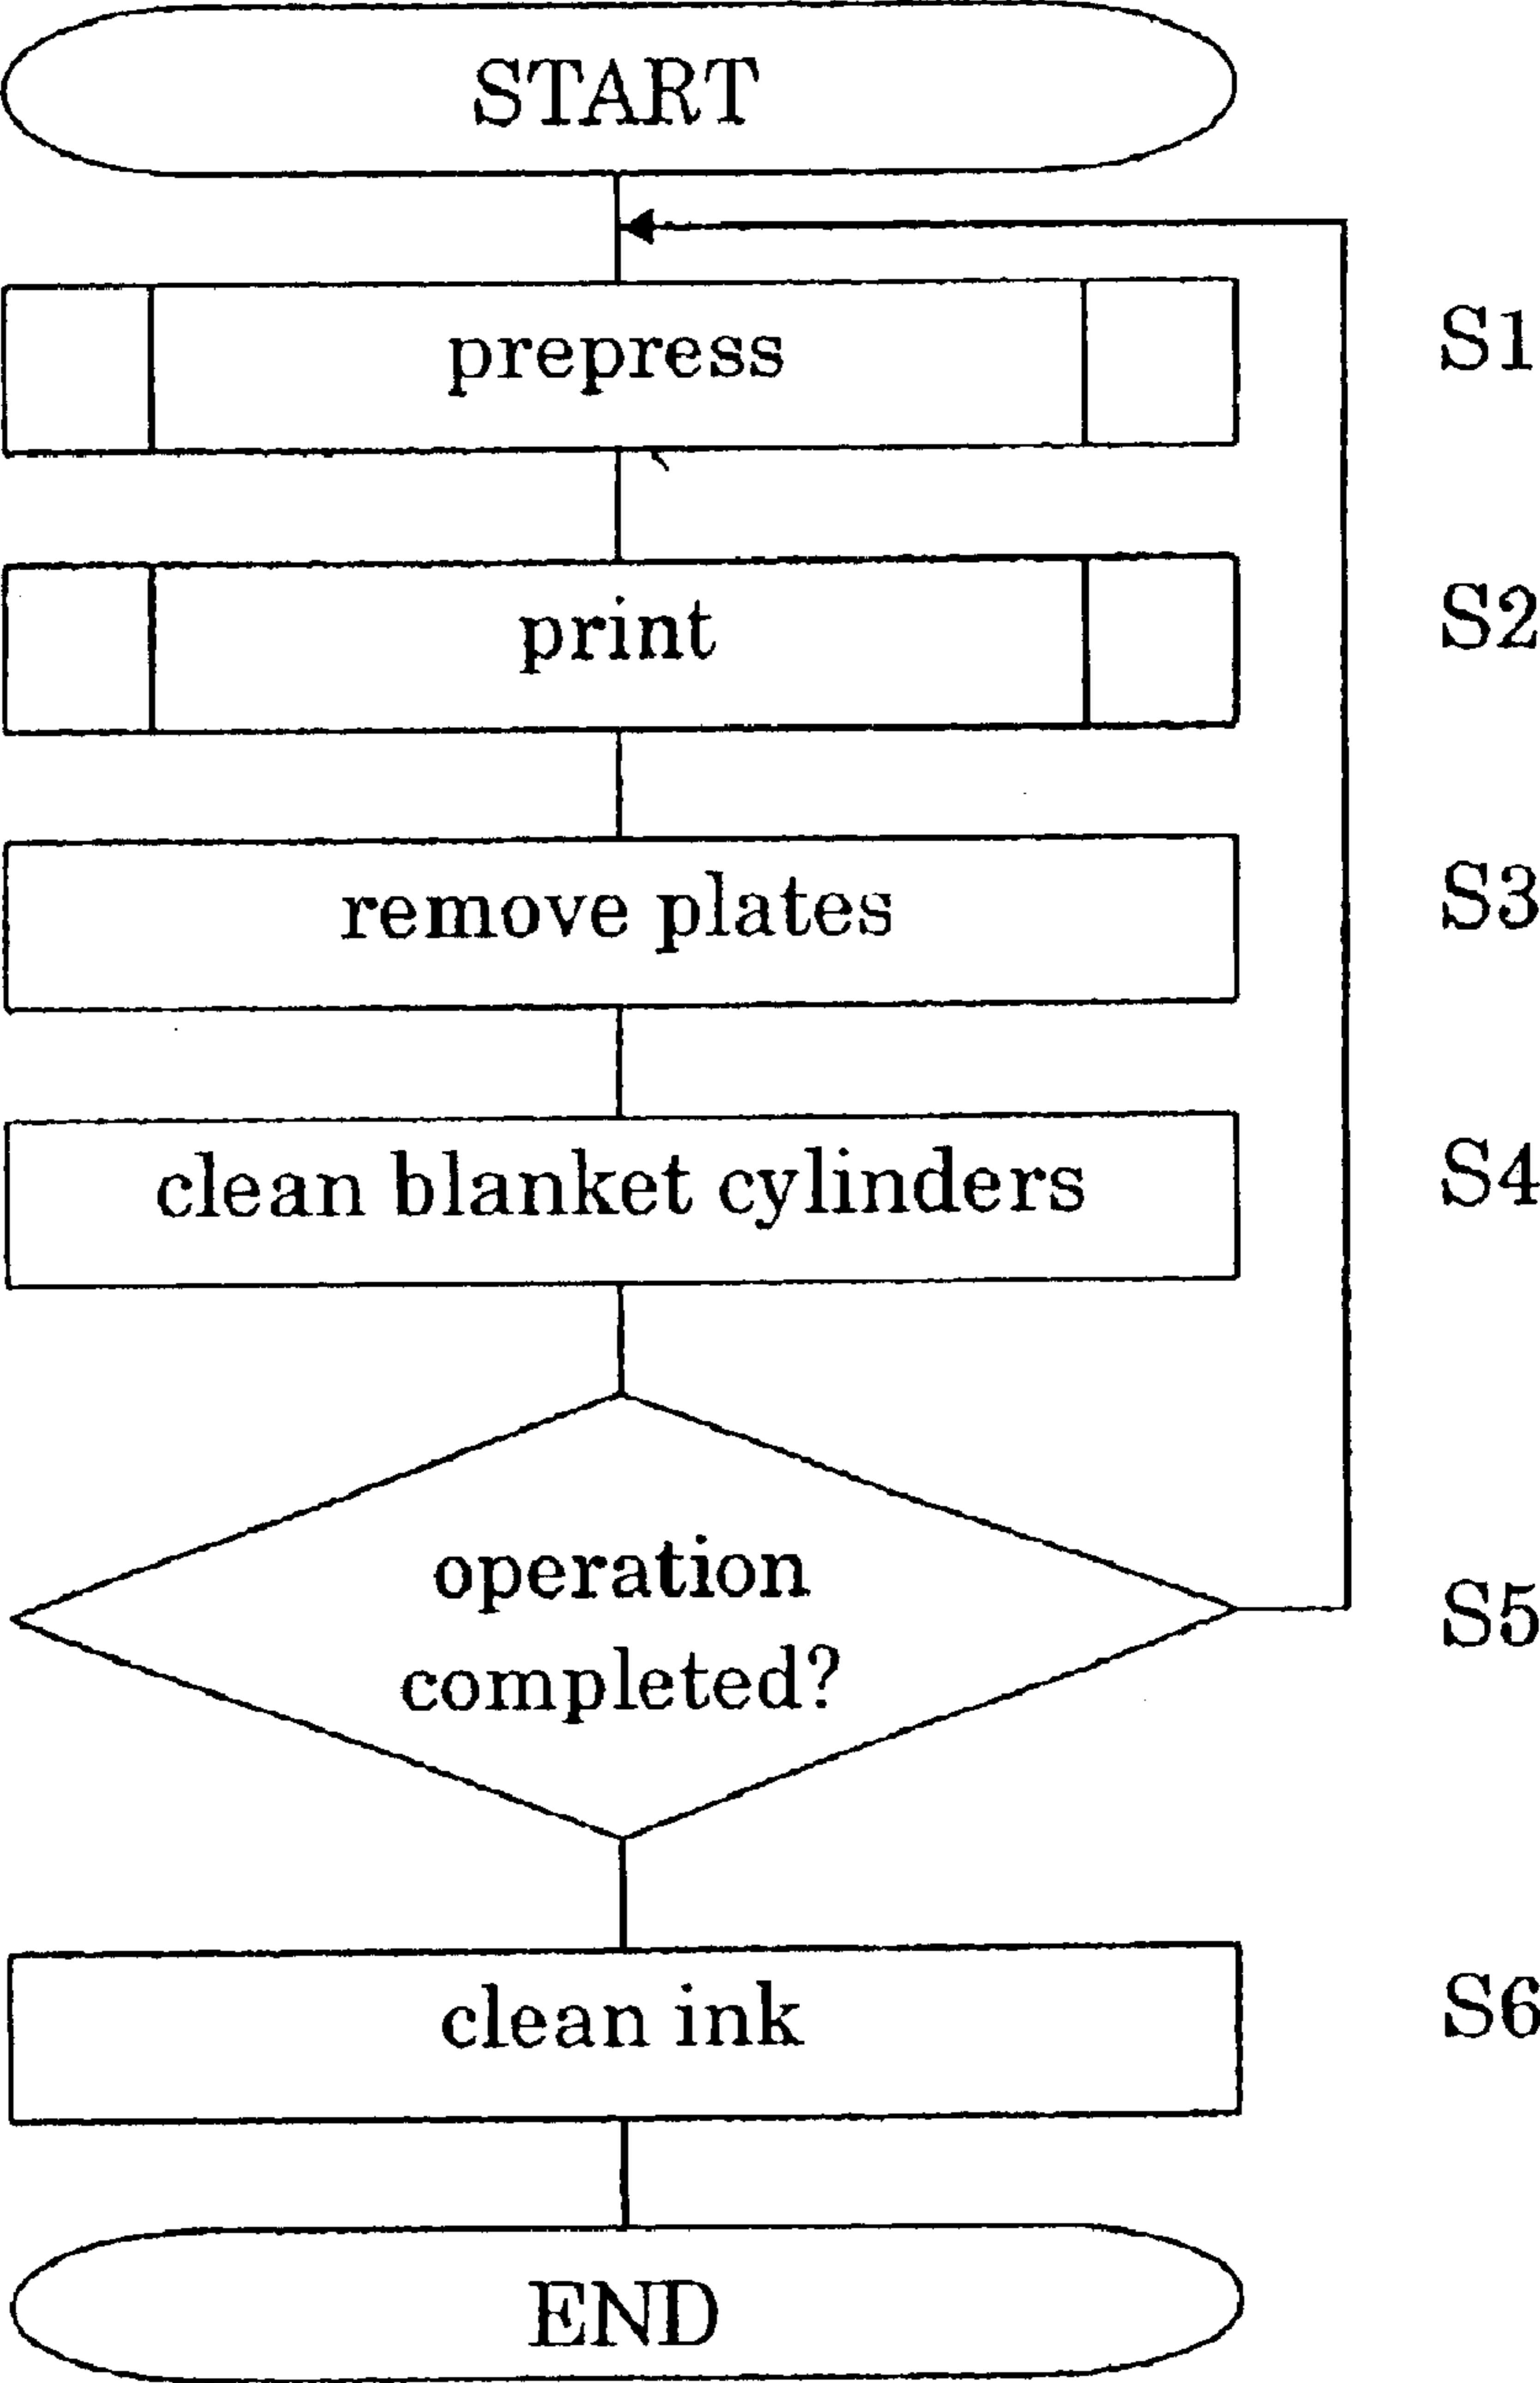 START
prepress
S1
print
S2
remove plates
S3
clean blanket cylinders
S4
operation
completed?
S5
clean ink
S6
END